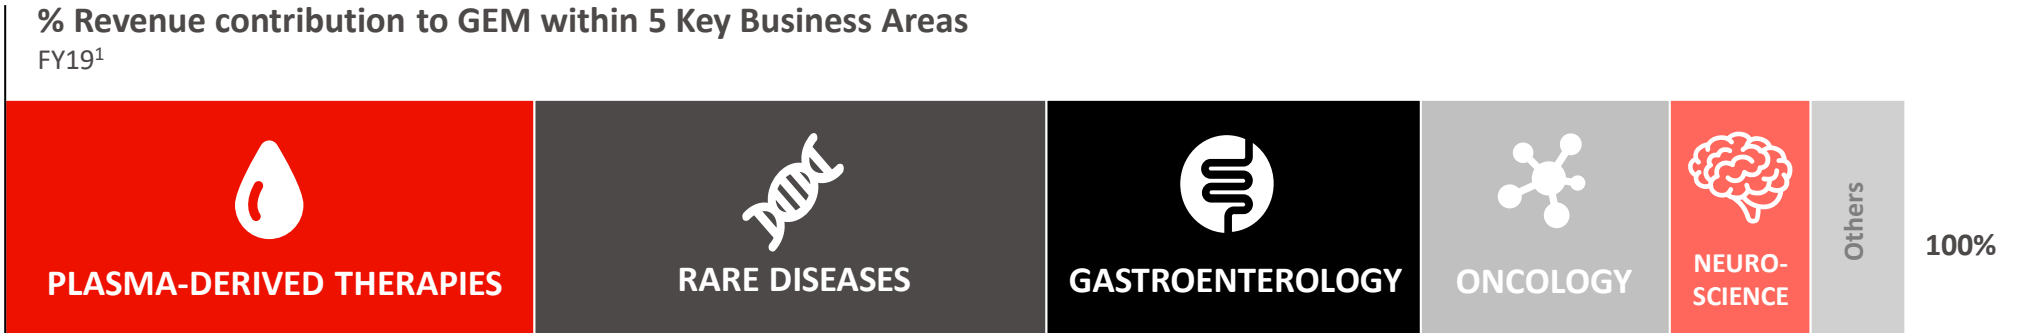 % Revenue contribution to GEM within 5 Key Business Areas
FY19¹
PLASMA-DERIVED THERAPIES
RARE DISEASES
GASTROENTEROLOGY
ONCOLOGY
NEURO-
SCIENCE
Others
100%